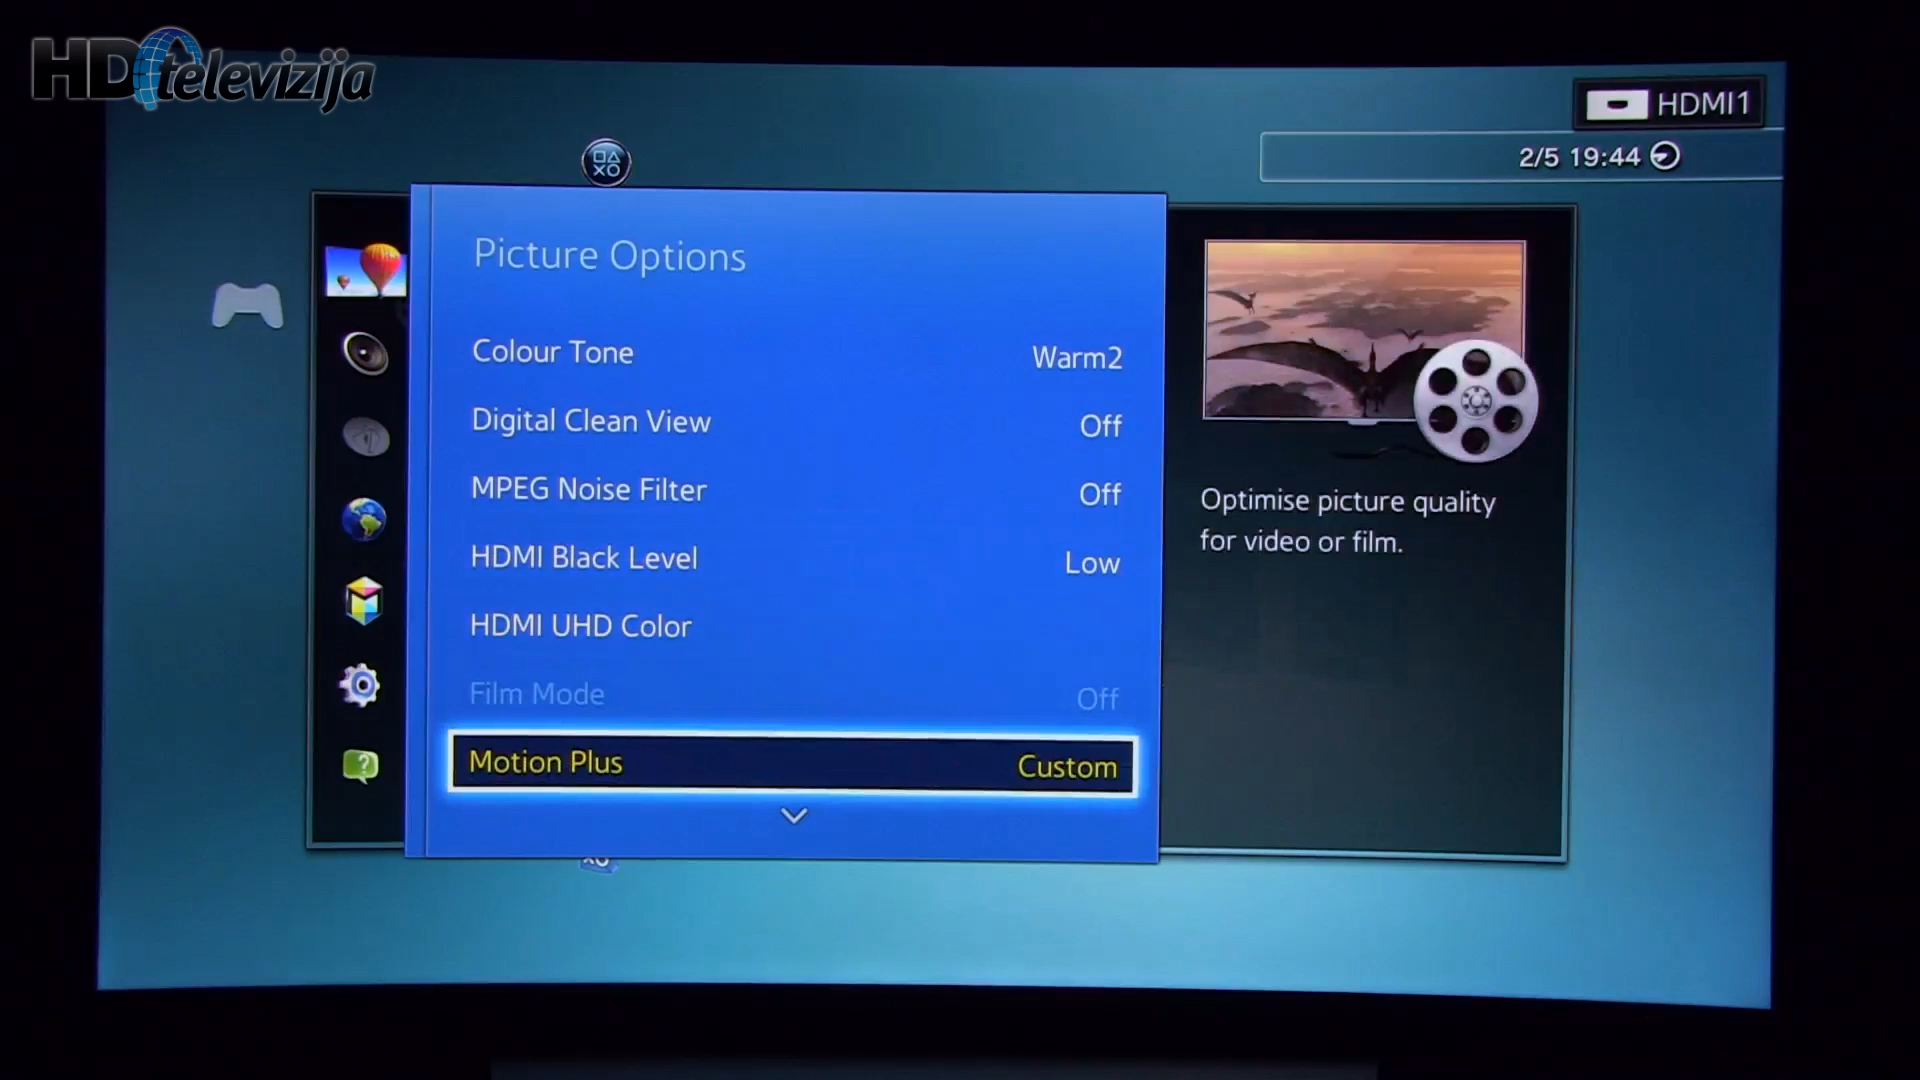 HDtelevizija
HDMI1
2/5 19:44
Picture Options
Colour Tone Warm2
Digital Clean View Off
MPEG Noise Filter Off
HDMI Black Level Low
HDMI UHD Color
Film Mode Off
Motion Plus Custom
Optimise picture quality
for video or film.